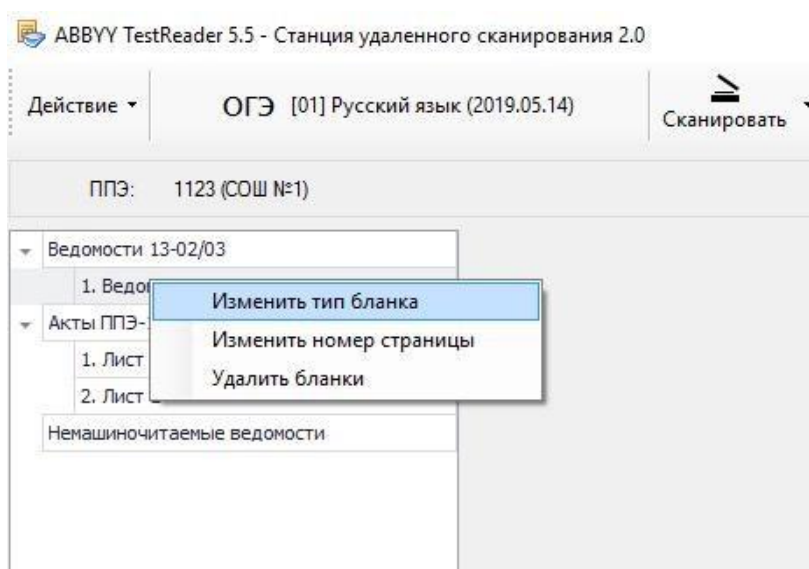 ABBYY TestReader 5.5 - Станция удаленного сканирования 2.0
Действие
ОГЭ [01] Русский язык (2019.05.14)
Сканировать
ППЭ: 1123 (СОШ №1)
Ведомости 13-02/03
1.
Изменить тип бланка
Акты ППЭ-
Изменить номер страницы
1. Лист
Удалить бланки
2. Лист
Немашиночитаемые ведомости